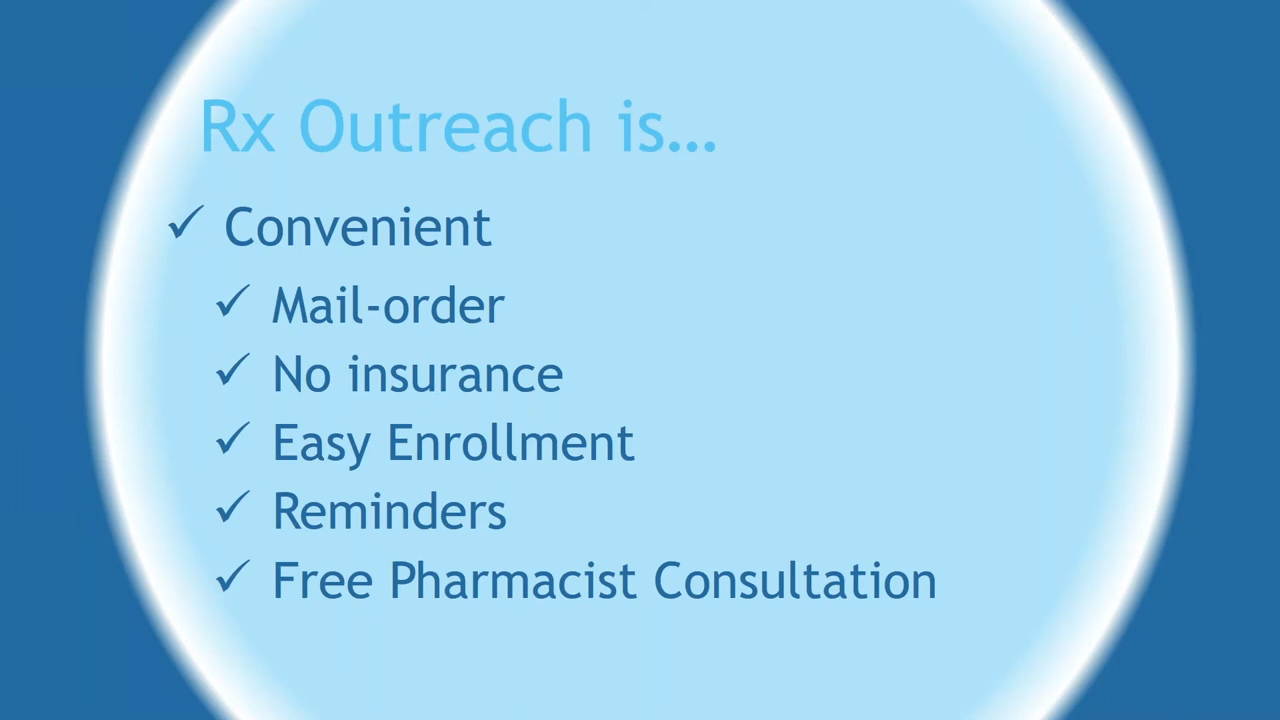 Rx Outreach is...
✓ Convenient
✓ Mail-order
✓ No insurance
✓ Easy Enrollment
✓ Reminders
✓ Free Pharmacist Consultation